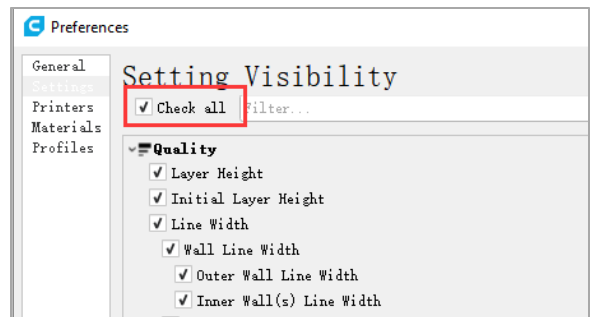 Preferences
General
Settings
Printers
Materials
Profiles
Setting Visibility
Check all
Filter...
Quality
Layer Height
Initial Layer Height
Line Width
Wall Line Width
Outer Wall Line Width
Inner Wall(s) Line Width